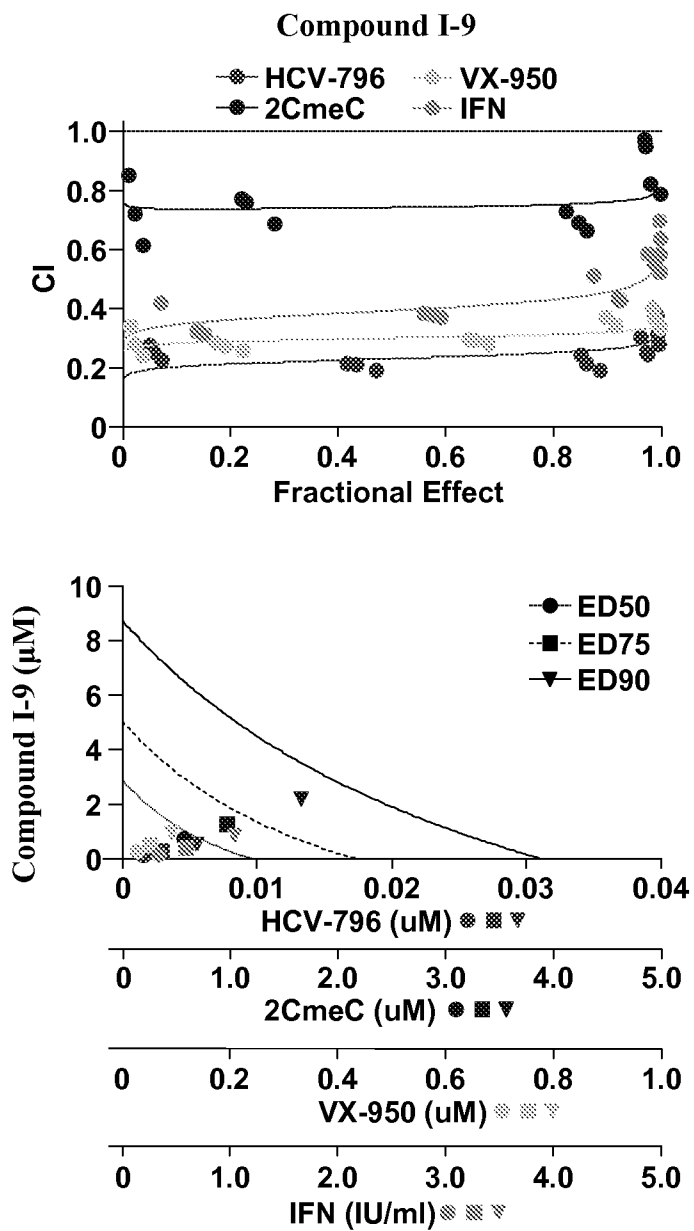 Compound I-9
HCV-796 VX-950
2CmeC IFN
1.0
0.8
0.6
0.4
0.2
0
CI
0 0.2 0.4 0.6 0.8 1.0
Fractional Effect
10
8
6
4
2
0
Compound I-9 (μM)
ED50
ED75
ED90
0 0.01 0.02 0.03 0.04
HCV-796 (uM)
0 1.0 2.0 3.0 4.0 5.0
2CmeC (uM)
0 0.2 0.4 0.6 0.8 1.0
VX-950 (uM)
0 1.0 2.0 3.0 4.0 5.0
IFN (IU/ml)